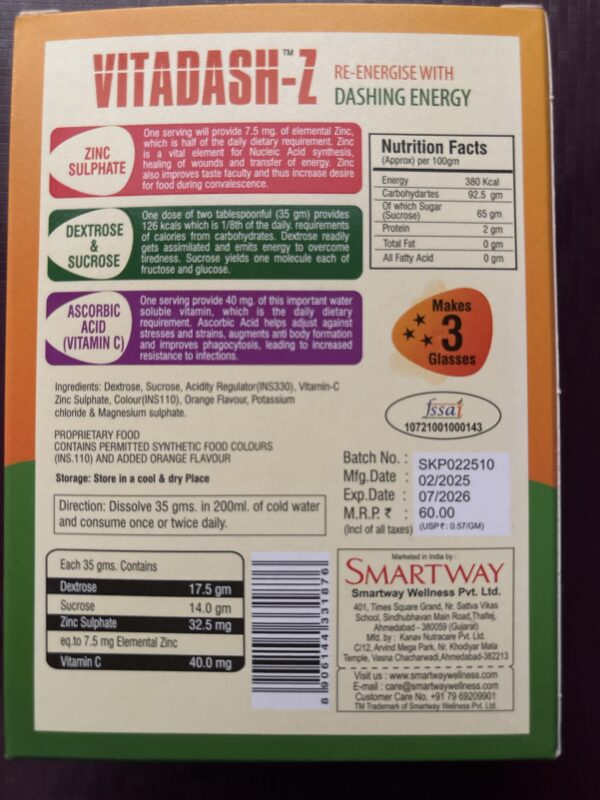 VITADASH-Z™
RE-ENERGISE WITH
DASHING ENERGY
ZINC
SULPHATE
One serving will provide 7.5 mg. of elemental Zinc,
which is half of the daily dietary requirement. Zinc
is a vital element for Nucleic Acid synthesis,
healing of wounds and transfer of energy. Zinc
also improves taste faculty and thus increase desire
for food during convalescence.
DEXTROSE
&
SUCROSE
One dose of two tablespoonful (35 gm) provides
126 kcals which is 1/8th of the daily. requirements
of calories from carbohydrates. Dextrose readily
gets assimilated and emits energy to overcome
tiredness. Sucrose yields one molecule each of
fructose and glucose.
ASCORBIC
ACID
(VITAMIN C)
One serving provide 40 mg. of this important water
soluble vitamin, which is the daily dietary
requirement. Ascorbic Acid helps adjust against
stresses and strains, augments anti body formation
and improves phagocytosis, leading to increased
resistance to infections.
Nutrition Facts
(Approx) per 100gm
Energy 380 Kcal
Carbohydartes 92.5 gm
Of which Sugar
(Sucrose) 65 gm
Protein 2 gm
Total Fat 0 gm
All Fatty Acid 0 gm
Makes
3
Glasses
fssai
10721001000143
Ingredients: Dextrose, Sucrose, Acidity Regulator(INS330), Vitamin-C
Zinc Sulphate, Colour(INS110), Orange Flavour, Potassium
chloride & Magnesium sulphate.
PROPRIETARY FOOD
CONTAINS PERMITTED SYNTHETIC FOOD COLOURS
(INS.110) AND ADDED ORANGE FLAVOUR
Storage: Store in a cool & dry Place
Direction: Dissolve 35 gms. in 200ml. of cold water
and consume once or twice daily.
Batch No. : SKP022510
Mfg.Date : 02/2025
Exp.Date : 07/2026
M.R.P. ₹ : 60.00
(Incl of all taxes) (USP₹: 0.57/GM)
Each 35 gms. Contains
Dextrose 17.5 gm
Sucrose 14.0 gm
Zinc Sulphate 32.5 mg
eq.to 7.5 mg Elemental Zinc
Vitamin C 40.0 mg
8 906144 331876
Marketed in India by :
SMARTWAY
Smartway Wellness Pvt. Ltd.
401, Times Square Grand, Nr. Sattva Vikas
School, Sindhubhavan Main Road,Thaltej,
Ahmedabad - 380059 (Gujarat)
Mfd. by : Kanav Nutracare Pvt. Ltd.
C/12, Arvind Mega Park, Nr. Khodiyar Mata
Temple, Vasna Chacharwadi,Ahmedabad-382213
Visit us : www.smartwaywellness.com
E-mail : care@smartwaywellness.com
Customer Care No. +91 79 69209901
TM Trademark of Smartway Wellness Pvt. Ltd.